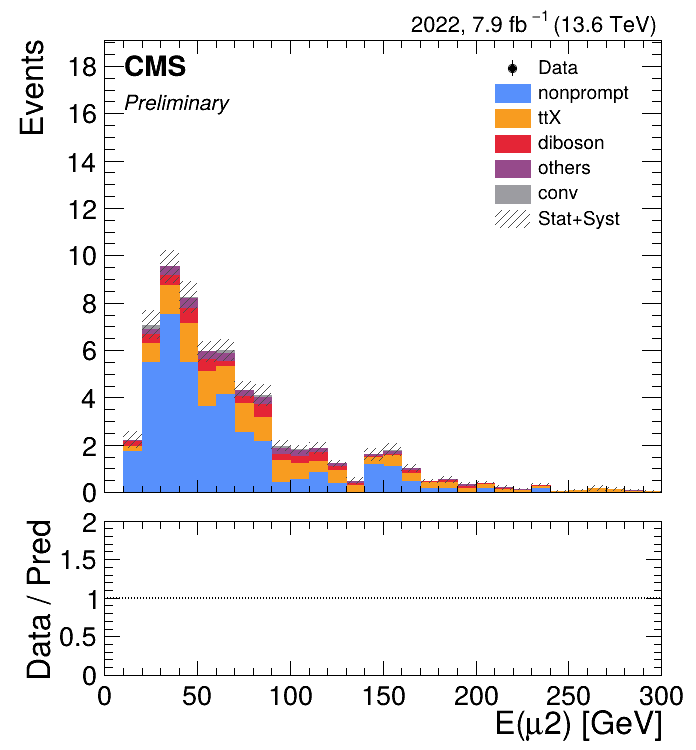 2022, 7.9 fb⁻¹ (13.6 TeV)
CMS
Preliminary
Events
Data
nonprompt
ttX
diboson
others
conv
Stat+Syst
18
16
14
12
10
8
6
4
2
0
Data / Pred
2
1.5
1
0.5
0
0 50 100 150 200 250 300
E(μ2) [GeV]